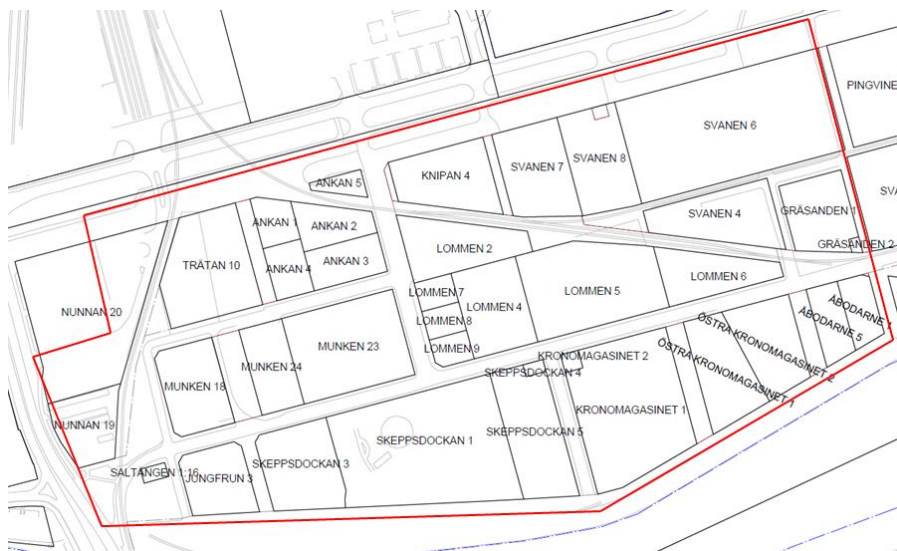 PINGVINE
SVANEN 6
SVANEN 7
SVANEN 8
KNIPAN 4
SVA
ANKAN 5
SVANEN 4
GRÄSANDEN 1
ANKAN 1
ANKAN 2
GRÄSANDEN 2
LOMMEN 2
TRÄTAN 10
ANKAN 4
ANKAN 3
LOMMEN 6
LOMMEN 7
LOMMEN 4
LOMMEN 5
NUNNAN 20
LOMMEN 8
ABODARNE 1
ABODARNE 5
MUNKEN 23
LOMMEN 9
ÖSTRA KRONOMAGASINET 2
KRONOMAGASINET 2
ÖSTRA KRONOMAGASINET 1
MUNKEN 24
SKEPPSDOCKAN 4
MUNKEN 18
KRONOMAGASINET 1
NUNNAN 19
SKEPPSDOCKAN 1
SKEPPSDOCKAN 5
SKEPPSDOCKAN 3
SALTÄNGEN 1:16
JUNGFRUN 3